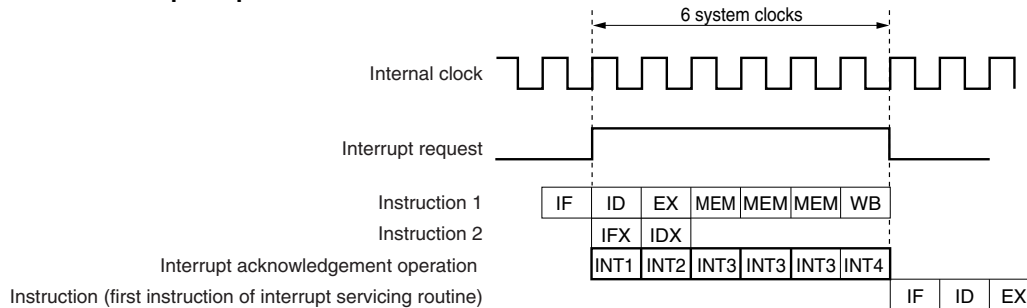 6 system clocks
Internal clock
Interrupt request
Instruction 1 IF ID EX MEM MEM MEM WB
Instruction 2 IFX IDX
Interrupt acknowledgement operation INT1 INT2 INT3 INT3 INT3 INT4
Instruction (first instruction of interrupt servicing routine) IF ID EX